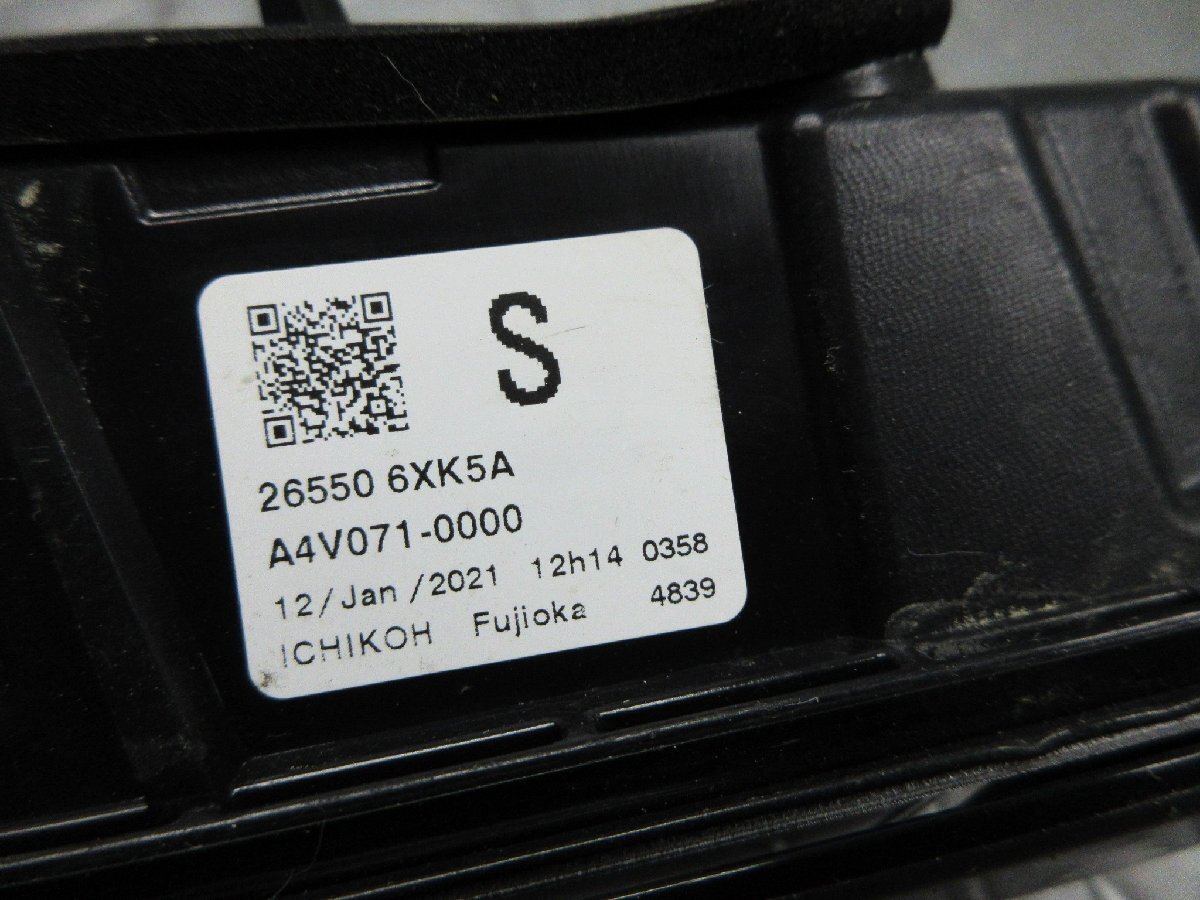 S
26550 6XK5A
A4V071-0000
12/Jan/2021 12h14 0358
ICHIKOH Fujioka 4839